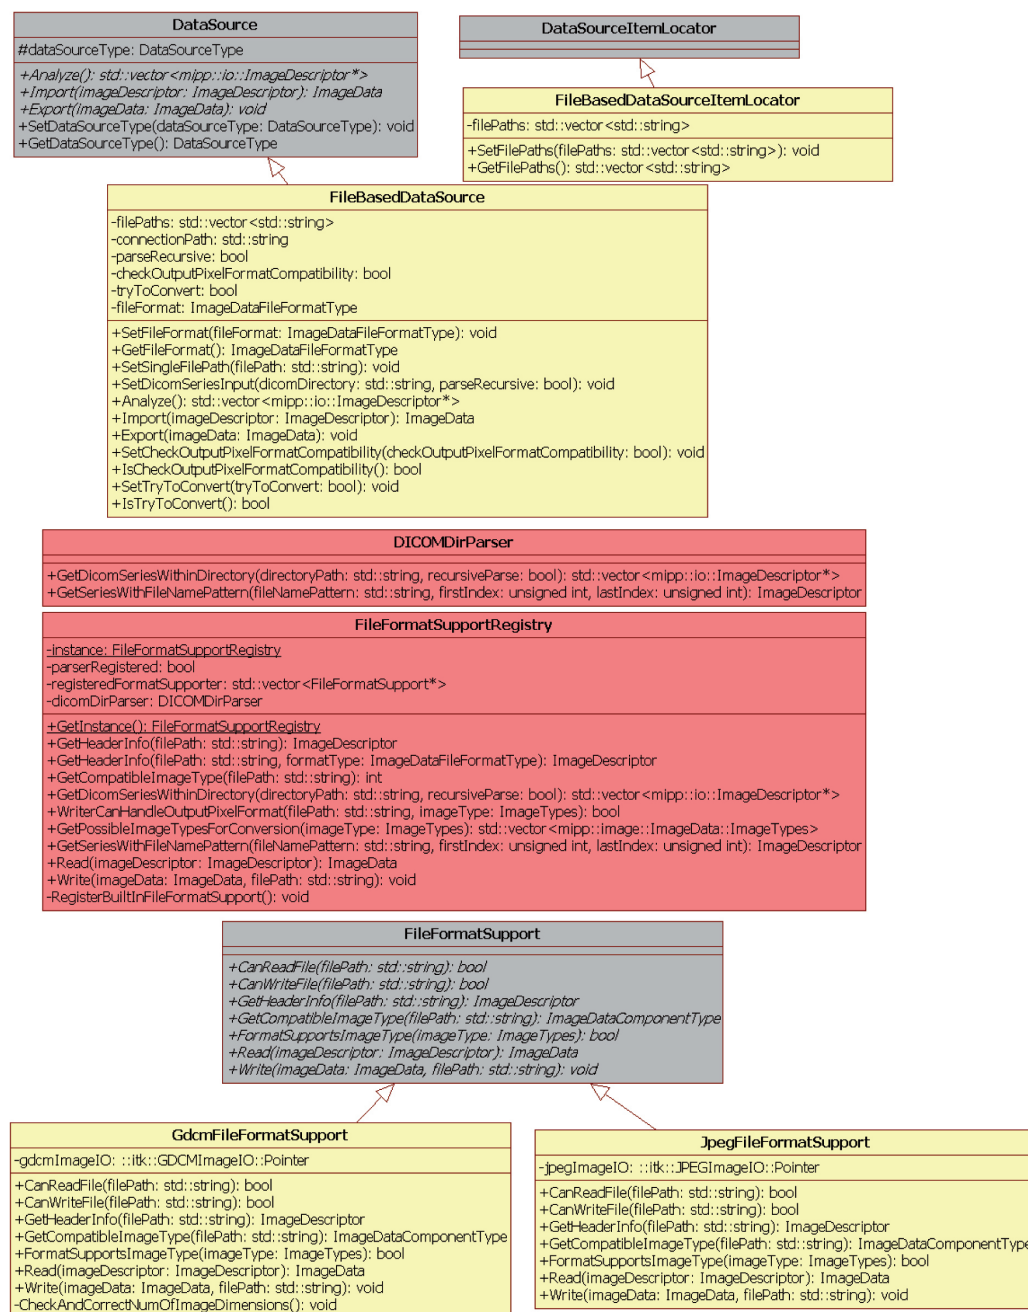 DataSource
#dataSourceType: DataSourceType
+Analyze(): std::vector<mipp::io::ImageDescriptor*>
+Import(imageDescriptor: ImageDescriptor): ImageData
+Export(imageData: ImageData): void
+SetDataSourceType(dataSourceType: DataSourceType): void
+GetDataSourceType(): DataSourceType
DataSourceItemLocator
FileBasedDataSourceItemLocator
-filePaths: std::vector<std::string>
+SetFilePaths(filePaths: std::vector<std::string>): void
+GetFilePaths(): std::vector<std::string>
FileBasedDataSource
-filePaths: std::vector<std::string>
-connectionPath: std::string
-parseRecursive: bool
-checkOutputPixelFormatCompatibility: bool
-tryToConvert: bool
-fileFormat: ImageDataFileFormatType
+SetFileFormat(fileFormat: ImageDataFileFormatType): void
+GetFileFormat(): ImageDataFileFormatType
+SetSingleFilePath(filePath: std::string): void
+SetDicomSeriesInput(dicomDirectory: std::string, parseRecursive: bool): void
+Analyze(): std::vector<mipp::io::ImageDescriptor*>
+Import(imageDescriptor: ImageDescriptor): ImageData
+Export(imageData: ImageData): void
+SetCheckOutputPixelFormatCompatibility(checkOutputPixelFormatCompatibility: bool): void
+IsCheckOutputPixelFormatCompatibility(): bool
+SetTryToConvert(tryToConvert: bool): void
+IsTryToConvert(): bool
DICOMDirParser
+GetDicomSeriesWithinDirectory(directoryPath: std::string, recursiveParse: bool): std::vector<mipp::io::ImageDescriptor*>
+GetSeriesWithFileNamePattern(fileNamePattern: std::string, firstIndex: unsigned int, lastIndex: unsigned int): ImageDescriptor
FileFormatSupportRegistry
-instance: FileFormatSupportRegistry
-parserRegistered: bool
-registeredFormatSupporter: std::vector<FileFormatSupport*>
-dicomDirParser: DICOMDirParser
+GetInstance(): FileFormatSupportRegistry
+GetHeaderInfo(filePath: std::string): ImageDescriptor
+GetHeaderInfo(filePath: std::string, formatType: ImageDataFileFormatType): ImageDescriptor
+GetCompatibleImageType(filePath: std::string): int
+GetDicomSeriesWithinDirectory(directoryPath: std::string, recursiveParse: bool): std::vector<mipp::io::ImageDescriptor*>
+WriterCanHandleOutputPixelFormat(filePath: std::string, imageType: ImageTypes): bool
+GetPossibleImageTypesForConversion(imageType: ImageTypes): std::vector<mipp::image::ImageData::ImageTypes>
+GetSeriesWithFileNamePattern(fileNamePattern: std::string, firstIndex: unsigned int, lastIndex: unsigned int): ImageDescriptor
+Read(imageDescriptor: ImageDescriptor): ImageData
+Write(imageData: ImageData, filePath: std::string): void
-RegisterBuiltInFileFormatSupport(): void
FileFormatSupport
+CanReadFile(filePath: std::string): bool
+CanWriteFile(filePath: std::string): bool
+GetHeaderInfo(filePath: std::string): ImageDescriptor
+GetCompatibleImageType(filePath: std::string): ImageDataComponentType
+FormatSupportsImageType(imageType: ImageTypes): bool
+Read(imageDescriptor: ImageDescriptor): ImageData
+Write(imageData: ImageData, filePath: std::string): void
GdcmFileFormatSupport
-gdcmImageIO: ::itk::GDCMImageIO::Pointer
+CanReadFile(filePath: std::string): bool
+CanWriteFile(filePath: std::string): bool
+GetHeaderInfo(filePath: std::string): ImageDescriptor
+GetCompatibleImageType(filePath: std::string): ImageDataComponentType
+FormatSupportsImageType(imageType: ImageTypes): bool
+Read(imageDescriptor: ImageDescriptor): ImageData
+Write(imageData: ImageData, filePath: std::string): void
-CheckAndCorrectNumOfImageDimensions(): void
JpegFileFormatSupport
-jpegImageIO: ::itk::JPEGImageIO::Pointer
+CanReadFile(filePath: std::string): bool
+CanWriteFile(filePath: std::string): bool
+GetHeaderInfo(filePath: std::string): ImageDescriptor
+GetCompatibleImageType(filePath: std::string): ImageDataComponentType
+FormatSupportsImageType(imageType: ImageTypes): bool
+Read(imageDescriptor: ImageDescriptor): ImageData
+Write(imageData: ImageData, filePath: std::string): void